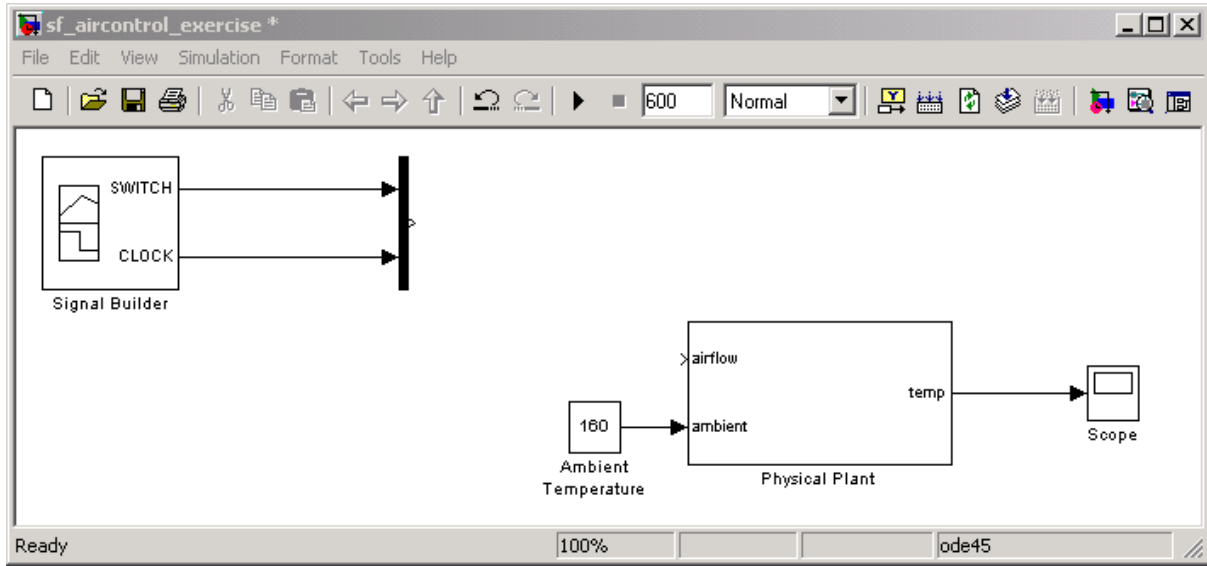 sf_aircontrol_exercise *
File Edit View Simulation Format Tools Help
600 Normal
SWITCH
CLOCK
Signal Builder
airflow
temp
160
ambient
Scope
Ambient
Temperature
Physical Plant
Ready 100% ode45